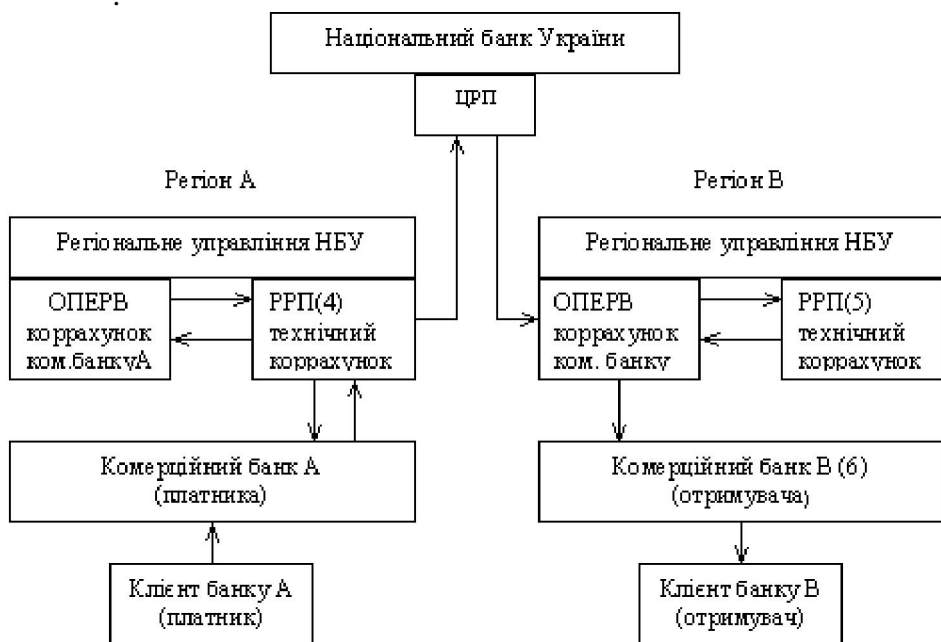 Національний банк України
ЦРП
Регіон А
Регіон В
Регіональне управління НБУ
Регіональне управління НБУ
ОПЕРВ
коррахунок
ком.банкуА
РРП(4)
технічний
коррахунок
ОПЕРВ
коррахунок
ком. банку
РРП(5)
технічний
коррахунок
Комерційний банк А
(платника)
Комерційний банк В (6)
(отримувача)
Клієнт банку А
(платник)
Клієнт банку В
(отримувач)